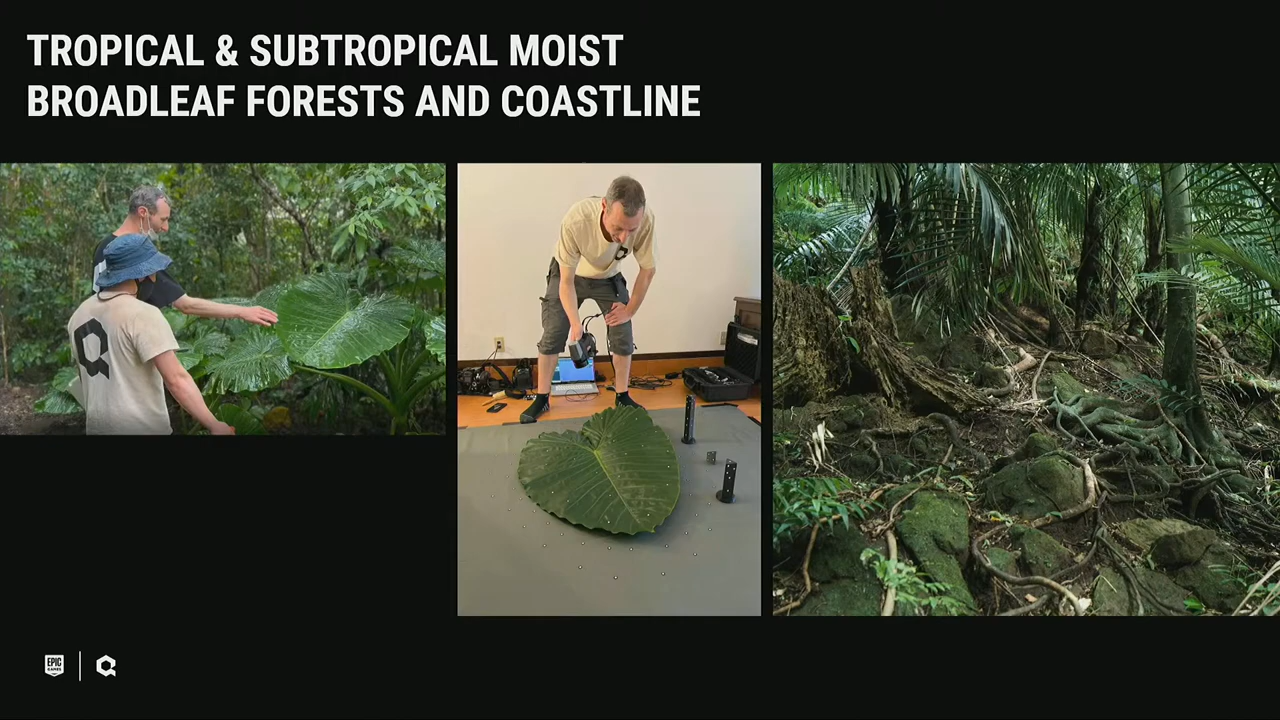 TROPICAL & SUBTROPICAL MOIST
BROADLEAF FORESTS AND COASTLINE
EPIC
GAMES